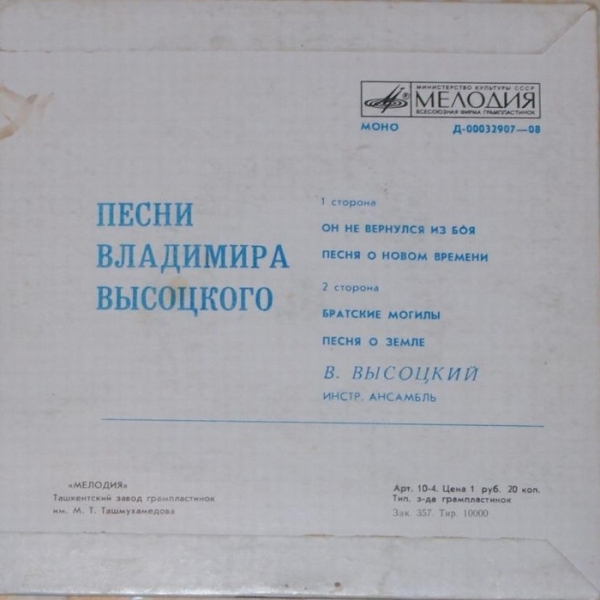 МИНИСТЕРСТВО КУЛЬТУРЫ СССР
МЕЛОДИЯ
ВСЕСОЮЗНАЯ ФИРМА ГРАМПЛАСТИНОК
МОНО Д-00032907—08
ПЕСНИ
ВЛАДИМИРА
ВЫСОЦКОГО
1 сторона
ОН НЕ ВЕРНУЛСЯ ИЗ БОЯ
ПЕСНЯ О НОВОМ ВРЕМЕНИ
2 сторона
БРАТСКИЕ МОГИЛЫ
ПЕСНЯ О ЗЕМЛЕ
В. ВЫСОЦКИЙ
ИНСТР. АНСАМБЛЬ
«МЕЛОДИЯ»
Ташкентский завод грампластинок
им. М. Т. Ташмухамедова
Арт. 10-4. Цена 1 руб. 20 коп.
Тип. з-да грампластинок
Зак. 357. Тир. 10000